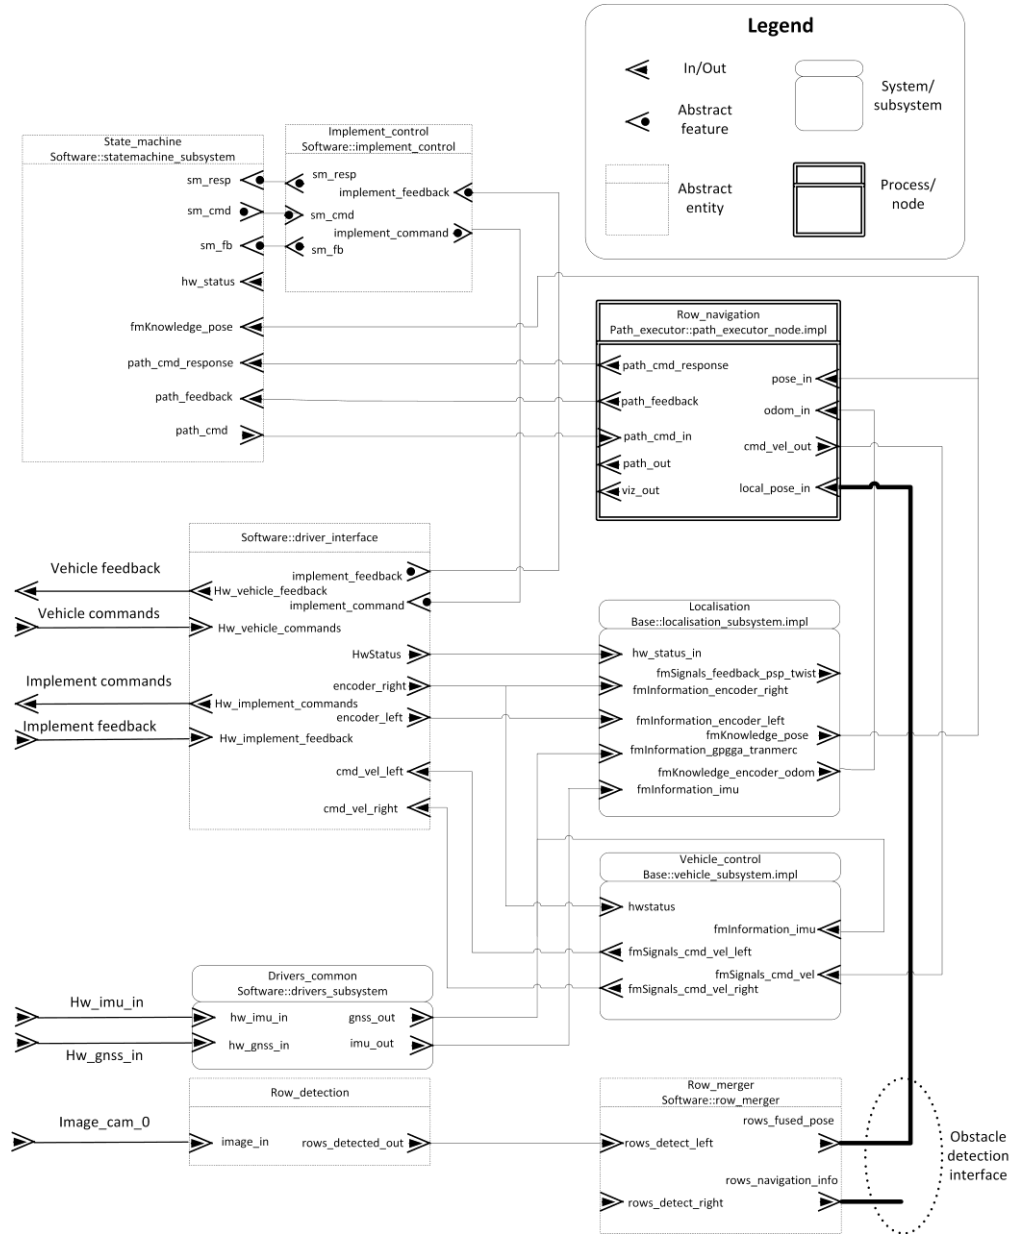 Legend
In/Out
Abstract
feature
System/
subsystem
Abstract
entity
Process/
node
State_machine
Software::statemachine_subsystem
sm_resp
sm_cmd
sm_fb
hw_status
fmKnowledge_pose
path_cmd_response
path_feedback
path_cmd
Implement_control
Software::implement_control
sm_resp
implement_feedback
sm_cmd
implement_command
sm_fb
Row_navigation
Path_executor::path_executor_node.impl
path_cmd_response
pose_in
path_feedback
odom_in
path_cmd_in
cmd_vel_out
path_out
local_pose_in
viz_out
Software::driver_interface
Vehicle feedback
implement_feedback
Hw_vehicle_feedback
implement_command
Vehicle commands
Hw_vehicle_commands
HwStatus
Implement commands
encoder_right
Hw_implement_commands
encoder_left
Implement feedback
Hw_implement_feedback
cmd_vel_left
cmd_vel_right
Localisation
Base::localisation_subsystem.impl
hw_status_in
fmSignals_feedback_psp_twist
fmInformation_encoder_right
fmInformation_encoder_left
fmKnowledge_pose
fmInformation_gpgga_tranmerc
fmKnowledge_encoder_odom
fmInformation_imu
Vehicle_control
Base::vehicle_subsystem.impl
hwstatus
fmInformation_imu
fmSignals_cmd_vel_left
fmSignals_cmd_vel
fmSignals_cmd_vel_right
Drivers_common
Software::drivers_subsystem
Hw_imu_in
hw_imu_in
gnss_out
Hw_gnss_in
hw_gnss_in
imu_out
Row_detection
Image_cam_0
image_in
rows_detected_out
Row_merger
Software::row_merger
rows_fused_pose
rows_detect_left
rows_navigation_info
rows_detect_right
Obstacle
detection
interface